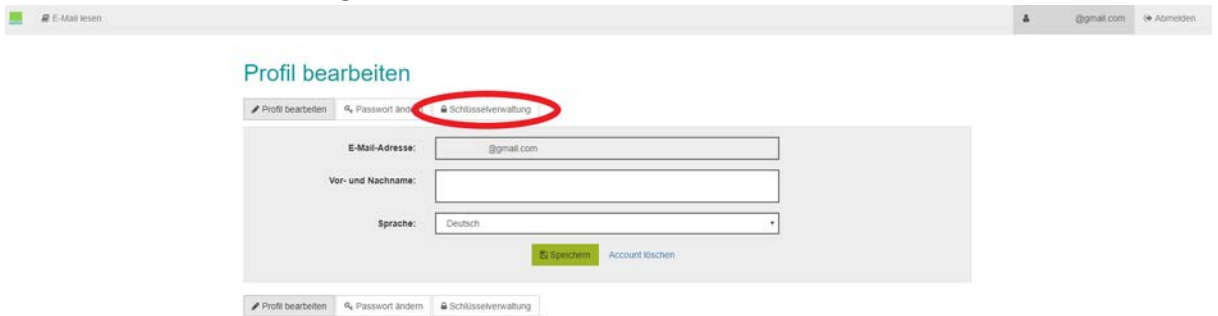 E-Mail lesen @gmail.com Abmelden
Profil bearbeiten
Profil bearbeiten Passwort ändern Schlüsselverwaltung
E-Mail-Adresse: @gmail.com
Vor- und Nachname:
Sprache: Deutsch
Speichern Account löschen
Profil bearbeiten Passwort ändern Schlüsselverwaltung